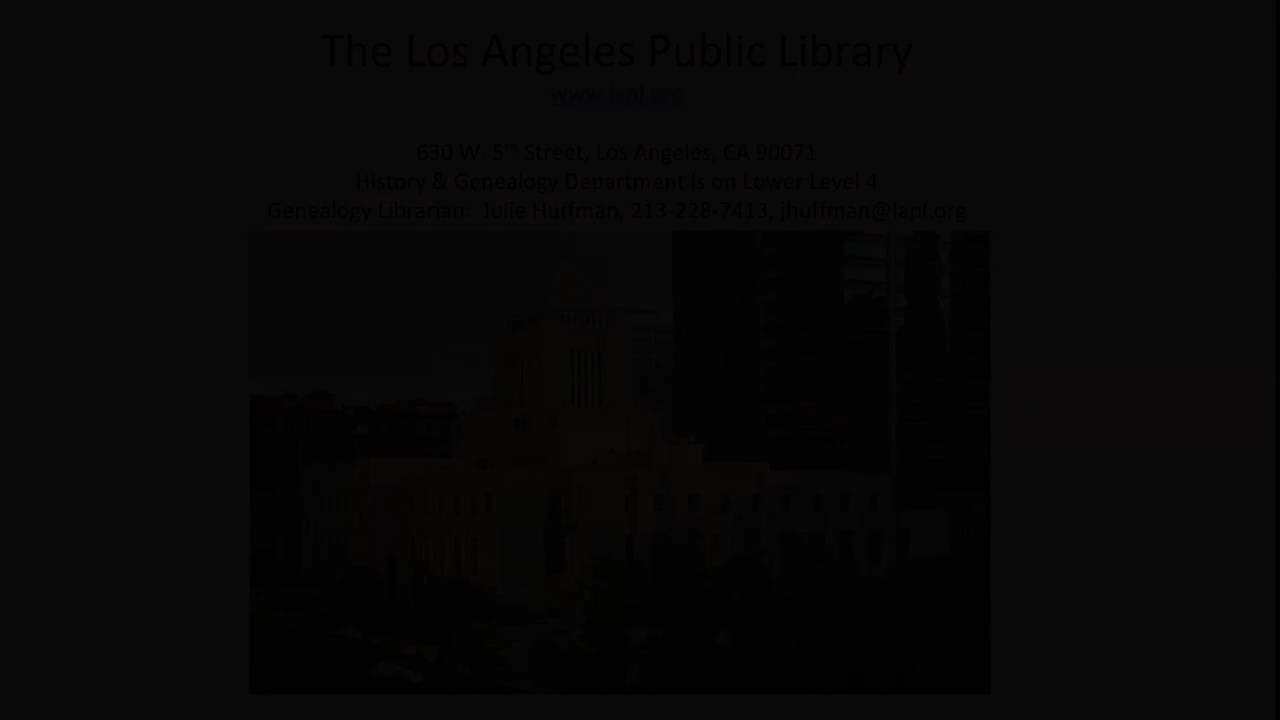 The Los Angeles Public Library
www.lapl.org
630 W. 5th Street, Los Angeles, CA 90071
History & Genealogy Department is on Lower Level 4
Genealogy Librarian: Julie Huffman, 213-228-7413, jhuffman@lapl.org